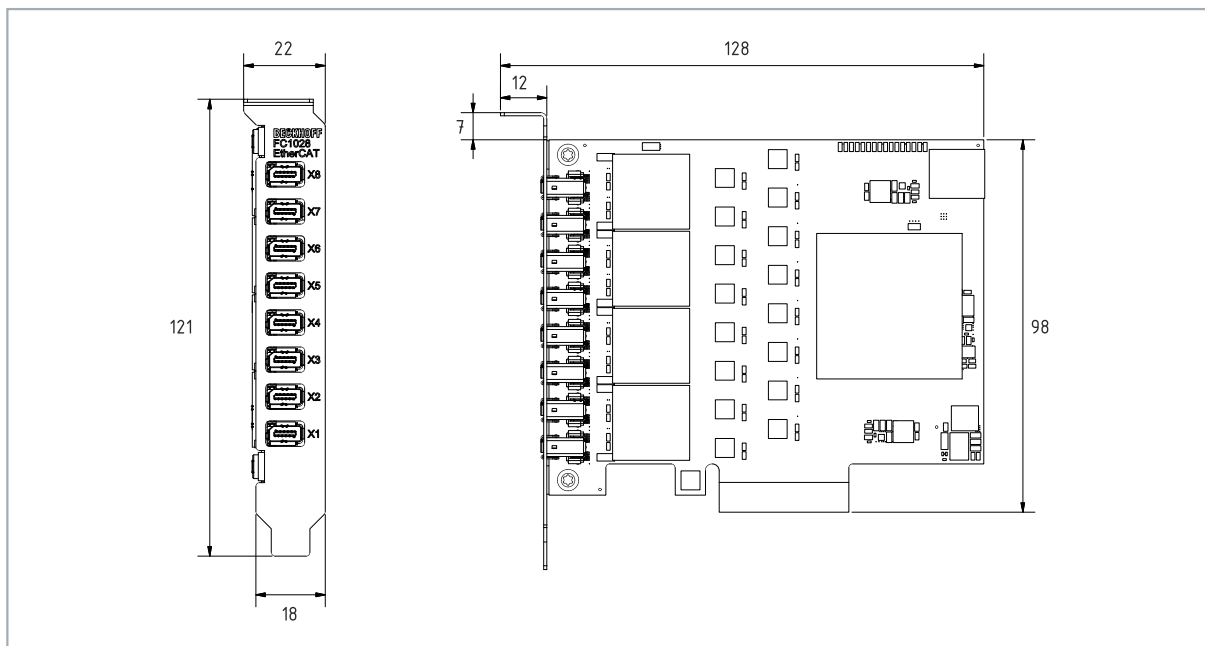 22
128
12
7
BECKHOFF
FC1028
EtherCAT
X8
X7
X6
X5
X4
X3
X2
X1
121
98
18